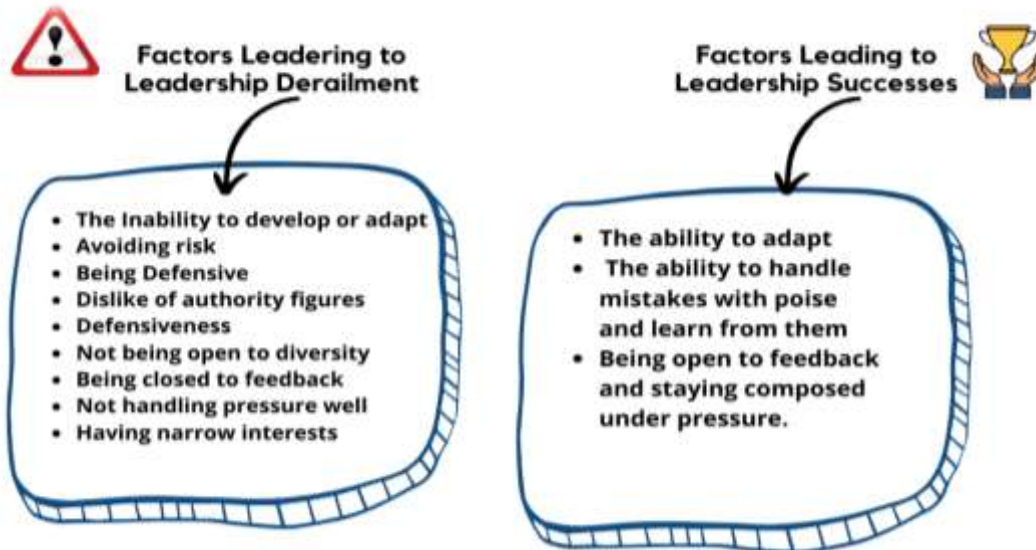 Factors Leadering to
Leadership Derailment
• The Inability to develop or adapt
• Avoiding risk
• Being Defensive
• Dislike of authority figures
• Defensiveness
• Not being open to diversity
• Being closed to feedback
• Not handling pressure well
• Having narrow interests
Factors Leading to
Leadership Successes
• The ability to adapt
• The ability to handle
mistakes with poise
and learn from them
• Being open to feedback
and staying composed
under pressure.